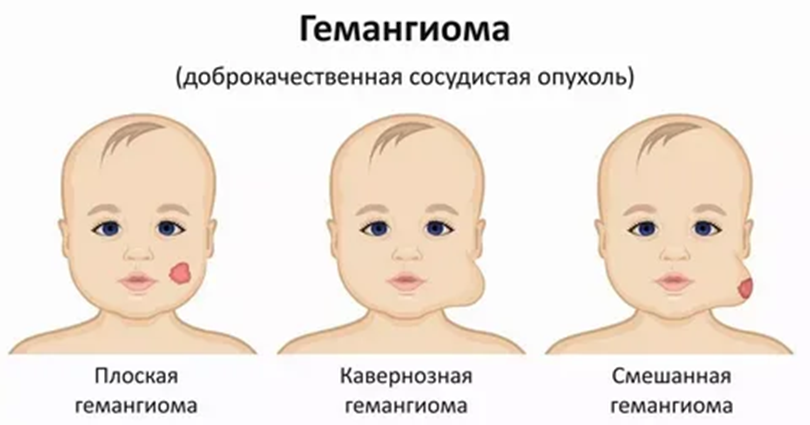 Гемангиома
(доброкачественная сосудистая опухоль)
Плоская
гемангиома
Кавернозная
гемангиома
Смешанная
гемангиома